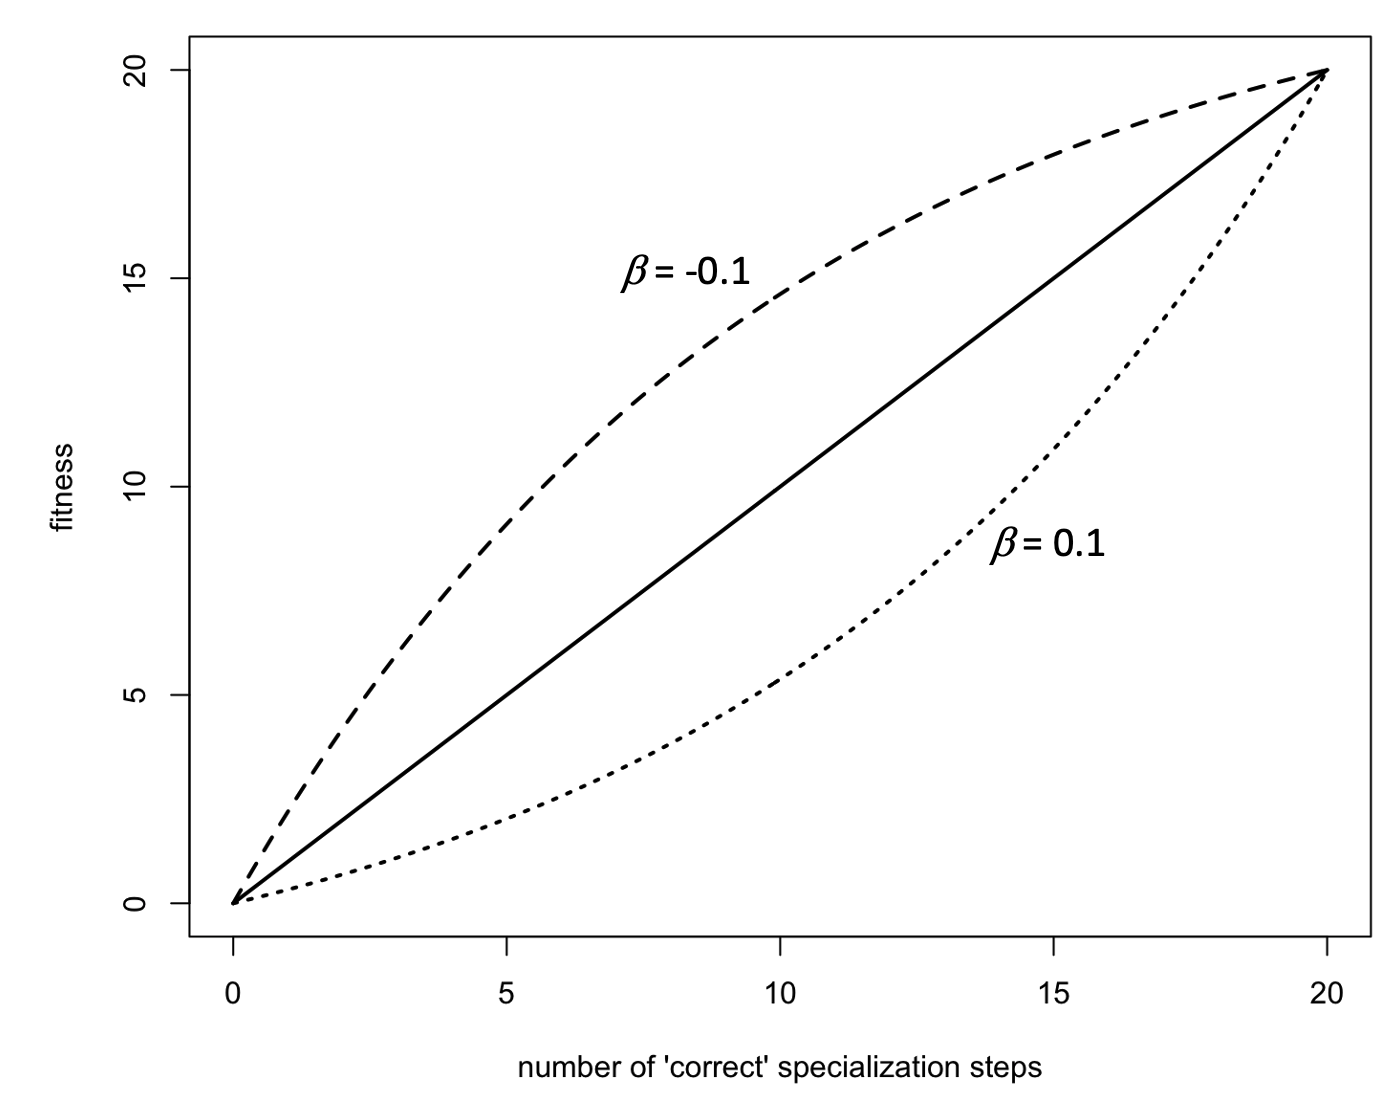 20
15
10
5
0
fitness
β = -0.1
β = 0.1
0 5 10 15 20
number of 'correct' specialization steps